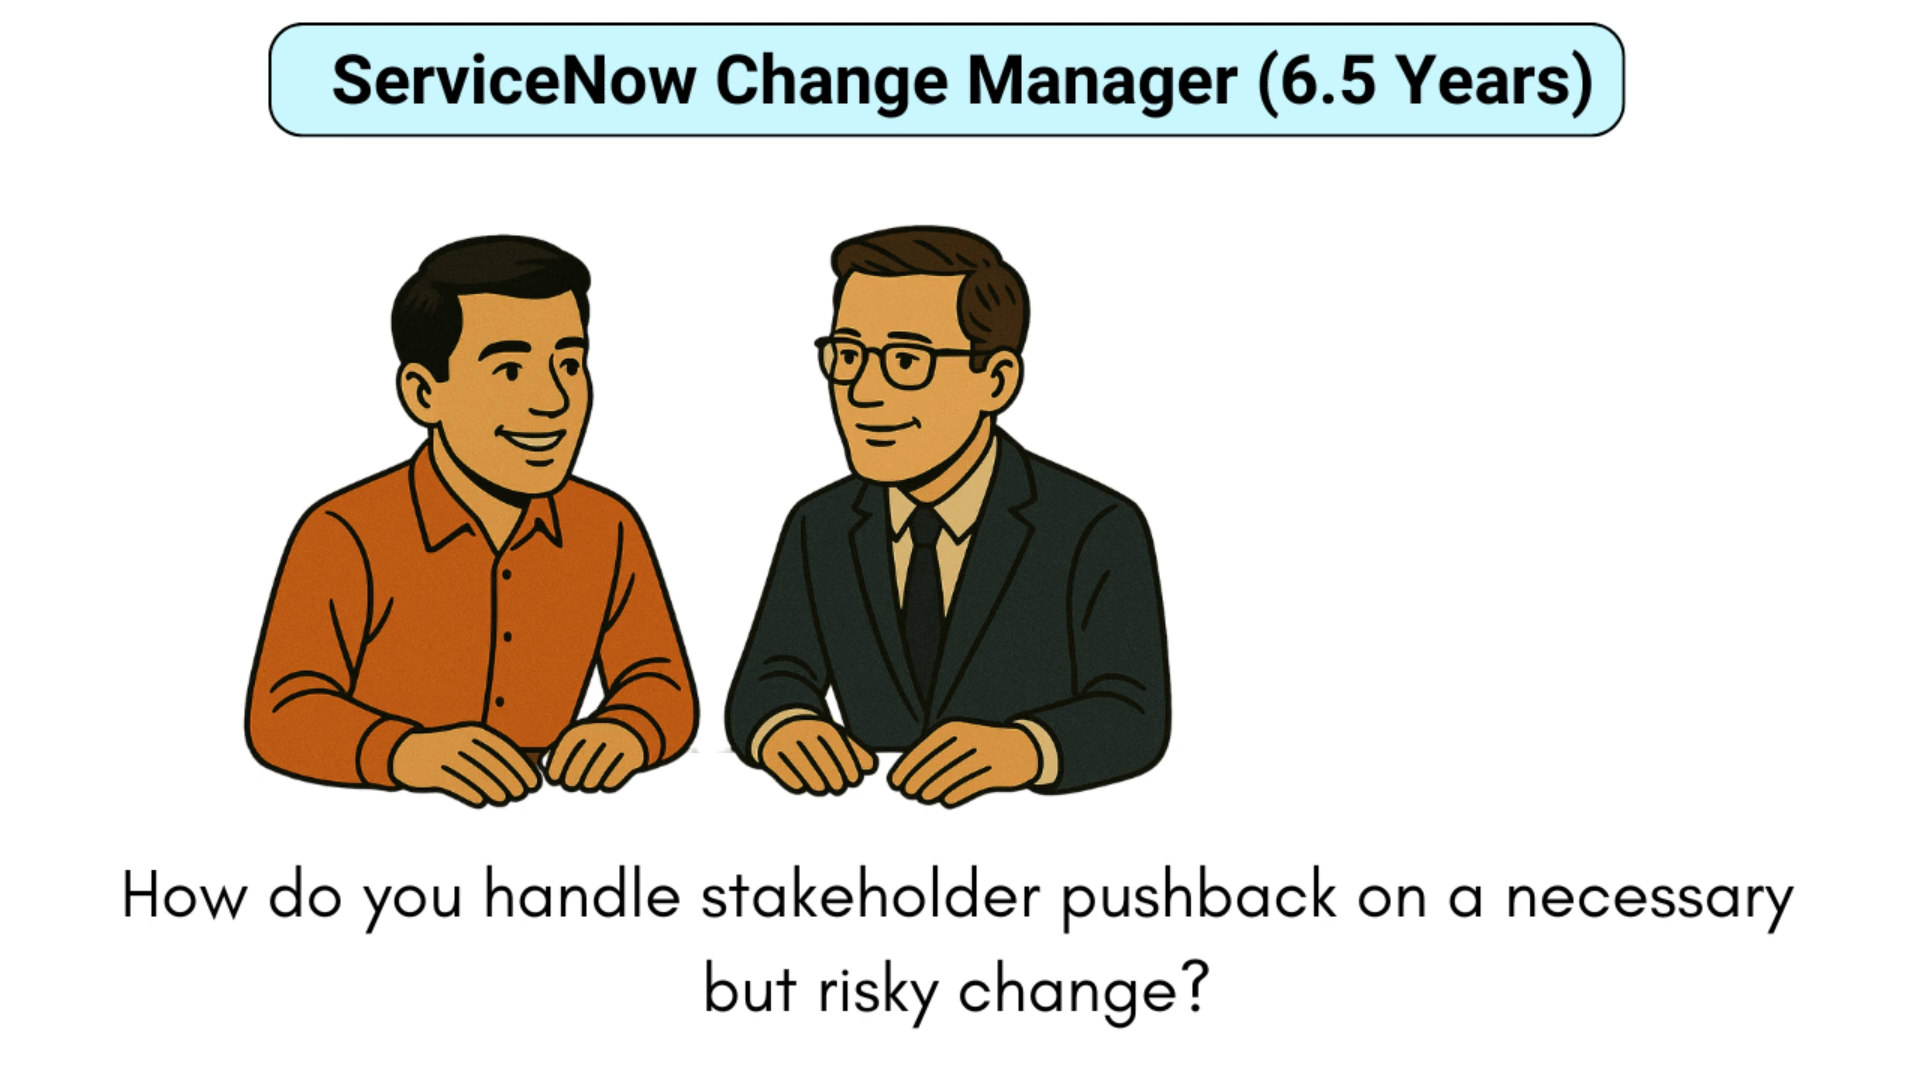 ServiceNow Change Manager (6.5 Years)
How do you handle stakeholder pushback on a necessary
but risky change?